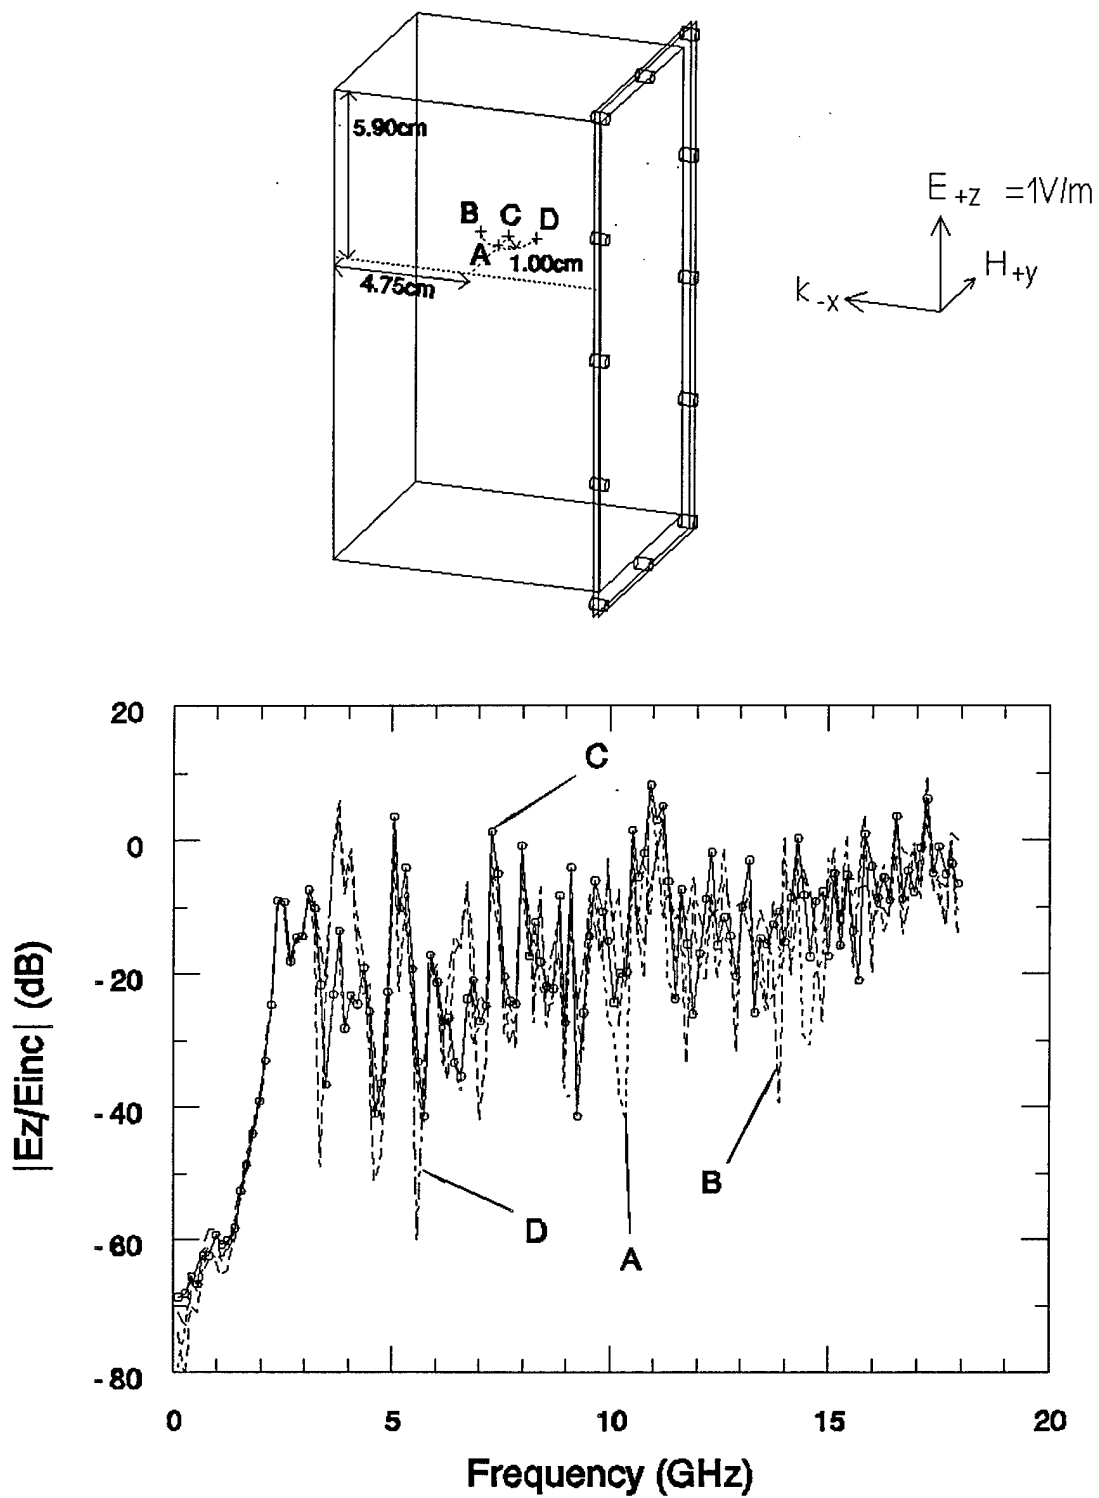 5.90cm
B C D
A
1.00cm
4.75cm
E+z =1V/m
H+y
k-x
20
0
-20
-40
-60
-80
|Ez/Einc| (dB)
C
B
D
A
0 5 10 15 20
Frequency (GHz)